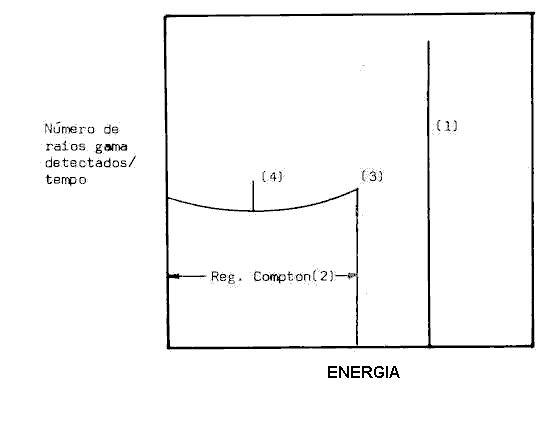 Número de
raios gama
detectados/
tempo
(1)
(4)
(3)
Reg. Compton(2)
ENERGIA